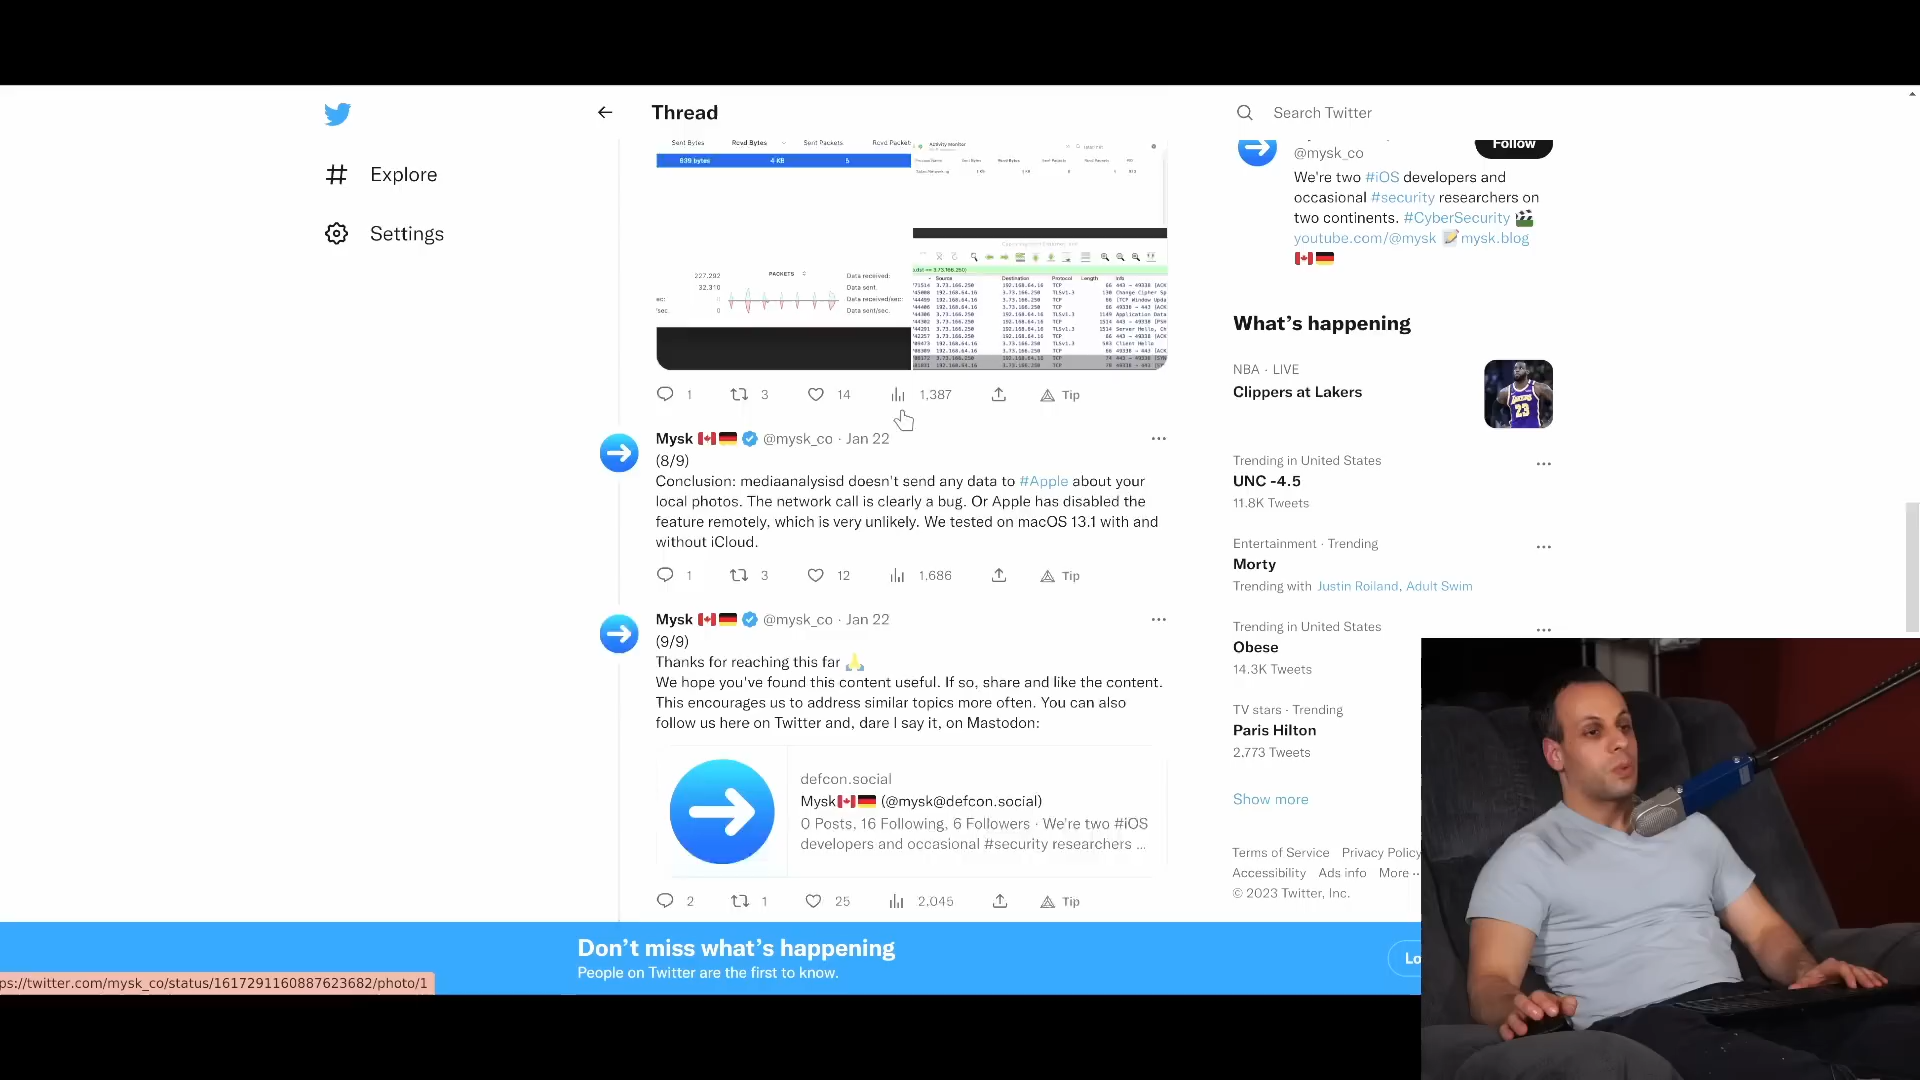 Thread
Search Twitter
Explore
Settings
Sent Bytes Rcvd Bytes Sent Packets Rcvd Packets
639 bytes 4 KB 5
Activity Monitor
227,292 PACKETS Data received:
32,310 Data sent:
Data received/sec:
Data sent/sec:
1 3 14 1,387 Tip
Mysk @mysk_co · Jan 22
(8/9)
Conclusion: mediaanalysisd doesn't send any data to #Apple about your
local photos. The network call is clearly a bug. Or Apple has disabled the
feature remotely, which is very unlikely. We tested on macOS 13.1 with and
without iCloud.
1 3 12 1,686 Tip
Mysk @mysk_co · Jan 22
(9/9)
Thanks for reaching this far 🙏
We hope you've found this content useful. If so, share and like the content.
This encourages us to address similar topics more often. You can also
follow us here on Twitter and, dare I say it, on Mastodon:
defcon.social
Mysk🇨🇦🇩🇪 (@mysk@defcon.social)
0 Posts, 16 Following, 6 Followers · We're two #iOS
developers and occasional #security researchers ...
2 1 25 2,045 Tip
@mysk_co
Follow
We're two #iOS developers and
occasional #security researchers on
two continents. #CyberSecurity 🎬
youtube.com/@mysk 📝mysk.blog
🇨🇦🇩🇪
What's happening
NBA · LIVE
Clippers at Lakers
Trending in United States
UNC -4.5
11.8K Tweets
Entertainment · Trending
Morty
Trending with Justin Roiland, Adult Swim
Trending in United States
Obese
14.3K Tweets
TV stars · Trending
Paris Hilton
2,773 Tweets
Show more
Terms of Service Privacy Policy
Accessibility Ads info More ··
© 2023 Twitter, Inc.
Don't miss what's happening
People on Twitter are the first to know.
Lo
ps://twitter.com/mysk_co/status/1617291160887623682/photo/1